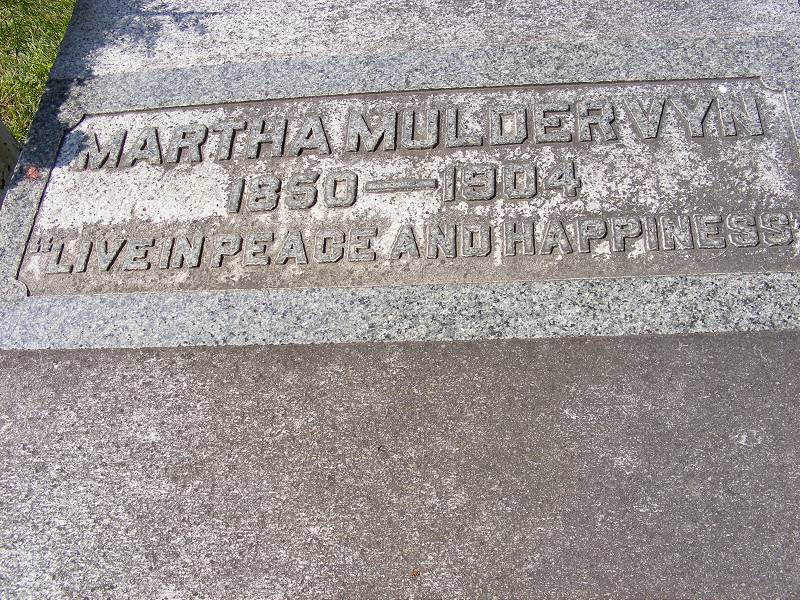 MARTHA MULDERVYN
1850—1904
"LIVE IN PEACE AND HAPPINESS"